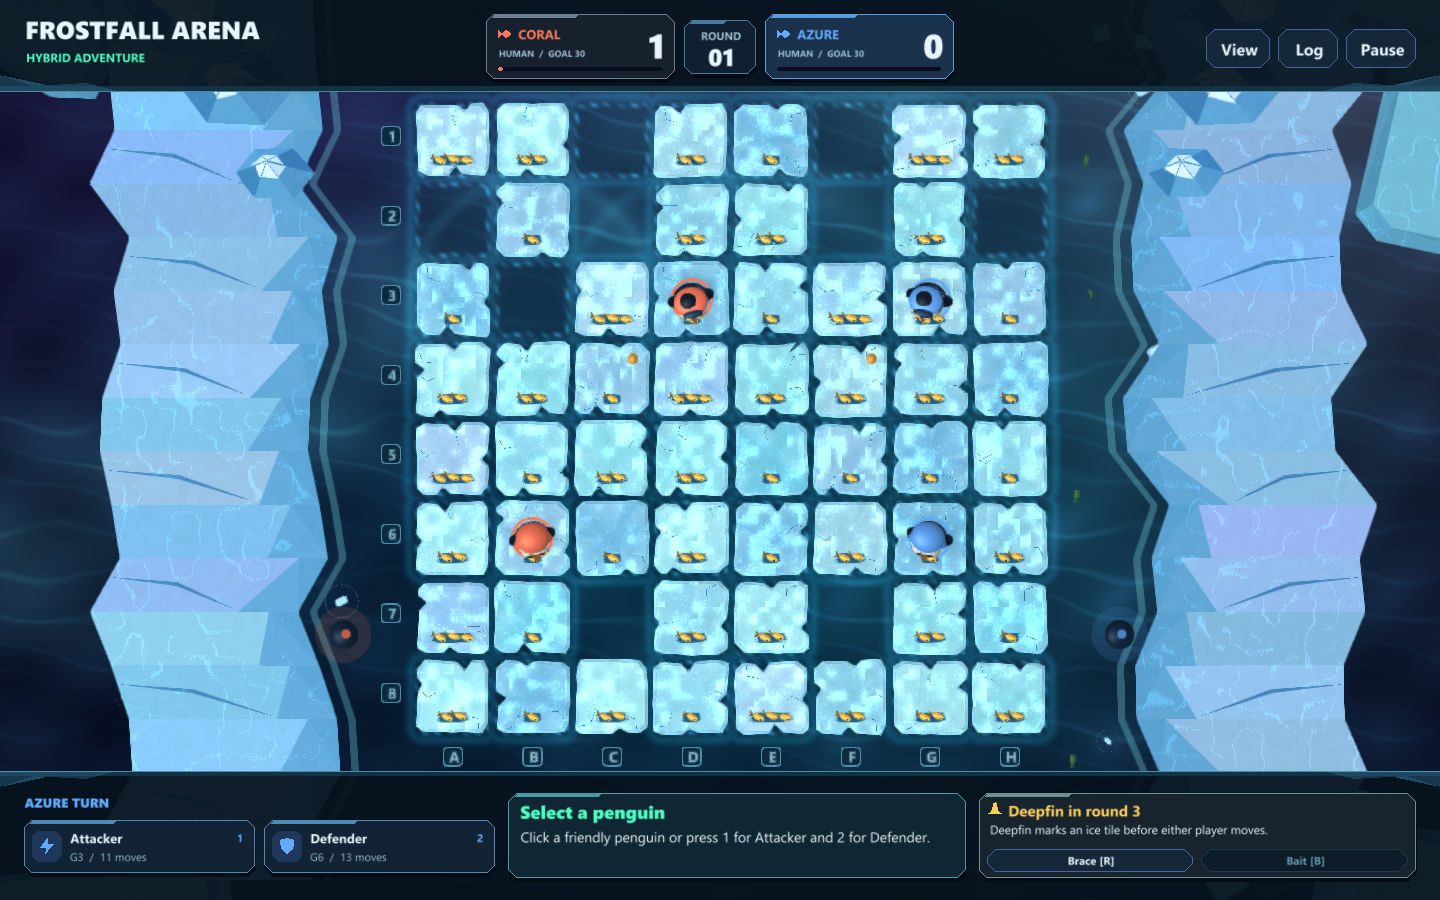 FROSTFALL ARENA
HYBRID ADVENTURE
CORAL
HUMAN / GOAL 30
1
ROUND
01
AZURE
HUMAN / GOAL 30
0
View
Log
Pause
1
2
3
4
5
6
7
8
A B C D E F G H
AZURE TURN
Attacker 1
G3 / 11 moves
Defender 2
G6 / 13 moves
Select a penguin
Click a friendly penguin or press 1 for Attacker and 2 for Defender.
Deepfin in round 3
Deepfin marks an ice tile before either player moves.
Brace [R]
Bait [B]